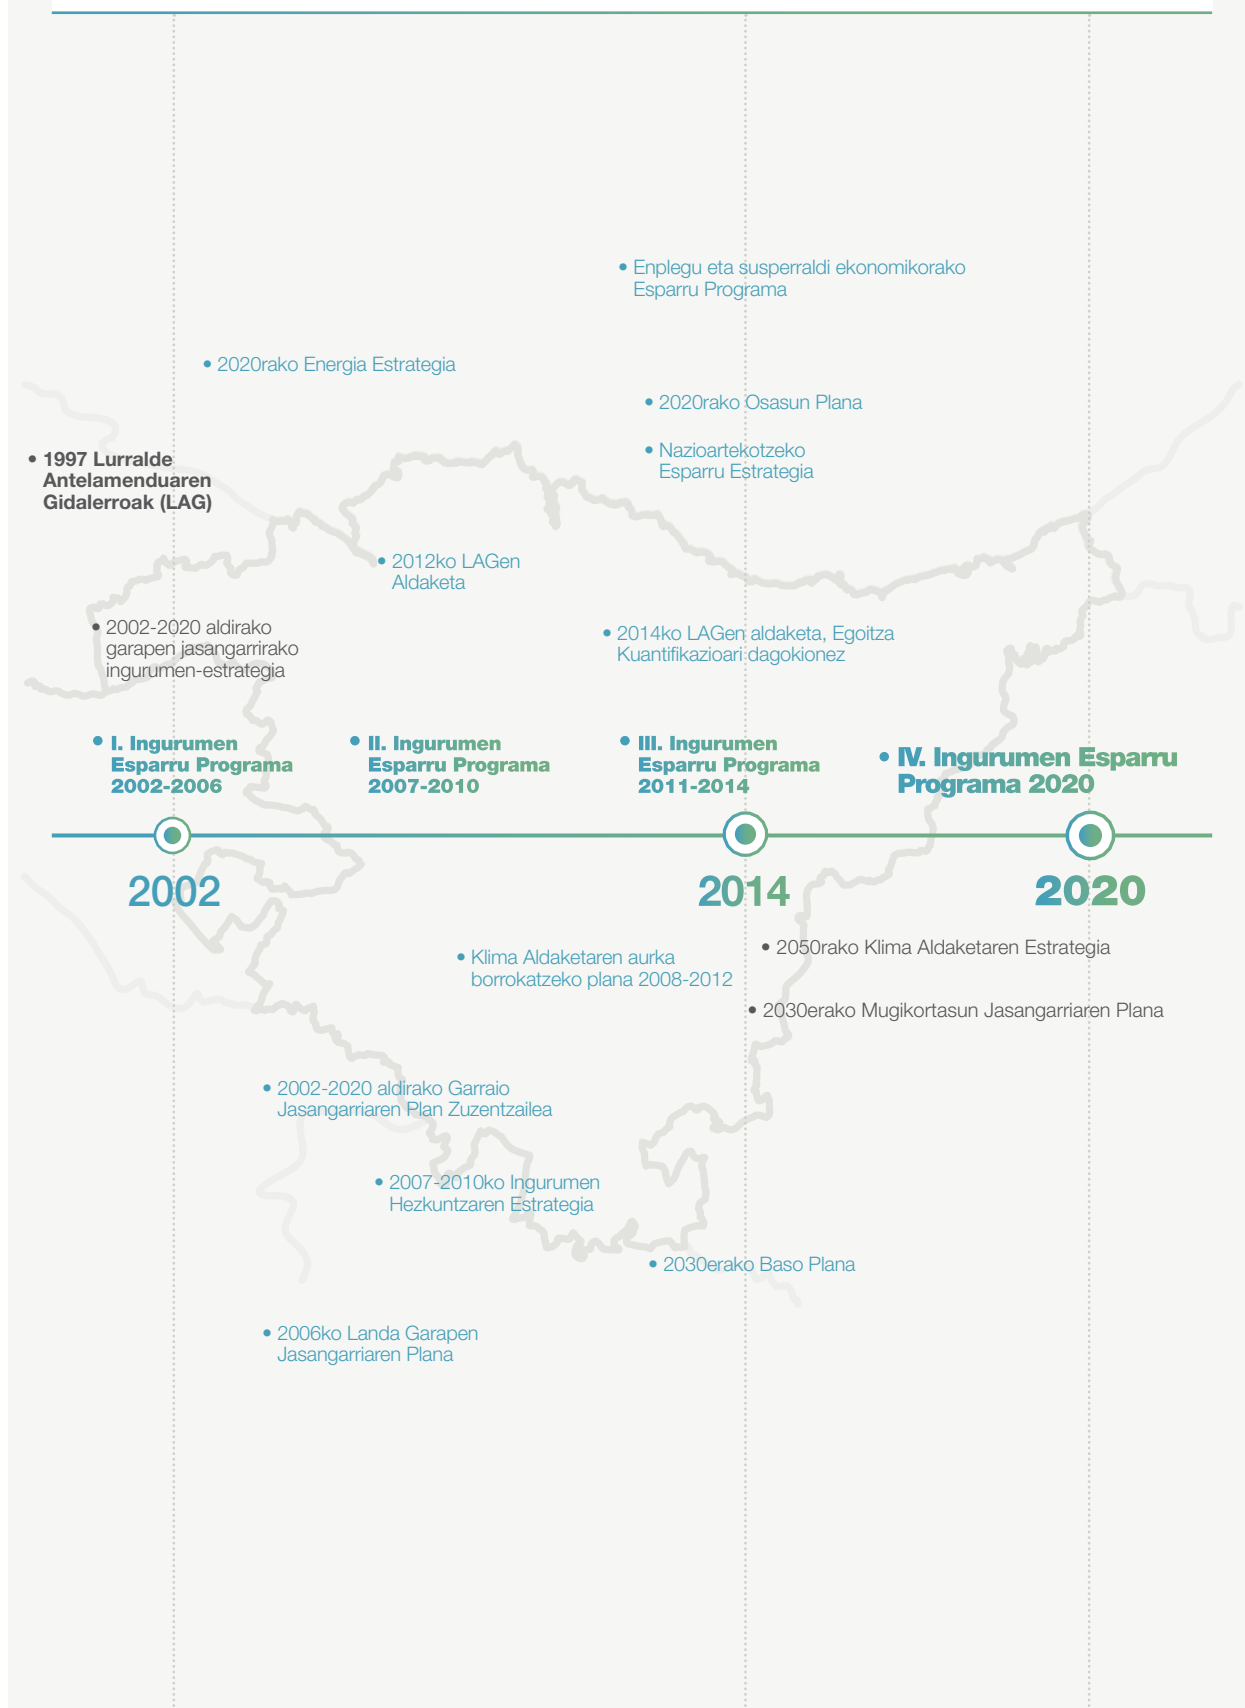 • Enplegu eta susperraldi ekonomikorako
Esparru Programa
• 2020rako Energia Estrategia
• 2020rako Osasun Plana
• Nazioartekotzeko
Esparru Estrategia
• 1997 Lurralde
Antelamenduaren
Gidalerroak (LAG)
• 2012ko LAGen
Aldaketa
• 2002-2020 aldirako
garapen jasangarrirako
ingurumen-estrategia
• 2014ko LAGen aldaketa, Egoitza
Kuantifikazioari dagokionez
• I. Ingurumen
Esparru Programa
2002-2006
• II. Ingurumen
Esparru Programa
2007-2010
• III. Ingurumen
Esparru Programa
2011-2014
• IV. Ingurumen Esparru
Programa 2020
2002
2014
2020
• Klima Aldaketaren aurka
borrokatzeko plana 2008-2012
• 2050rako Klima Aldaketaren Estrategia
• 2030erako Mugikortasun Jasangarriaren Plana
• 2002-2020 aldirako Garraio
Jasangarriaren Plan Zuzentzailea
• 2007-2010ko Ingurumen
Hezkuntzaren Estrategia
• 2030erako Baso Plana
• 2006ko Landa Garapen
Jasangarriaren Plana